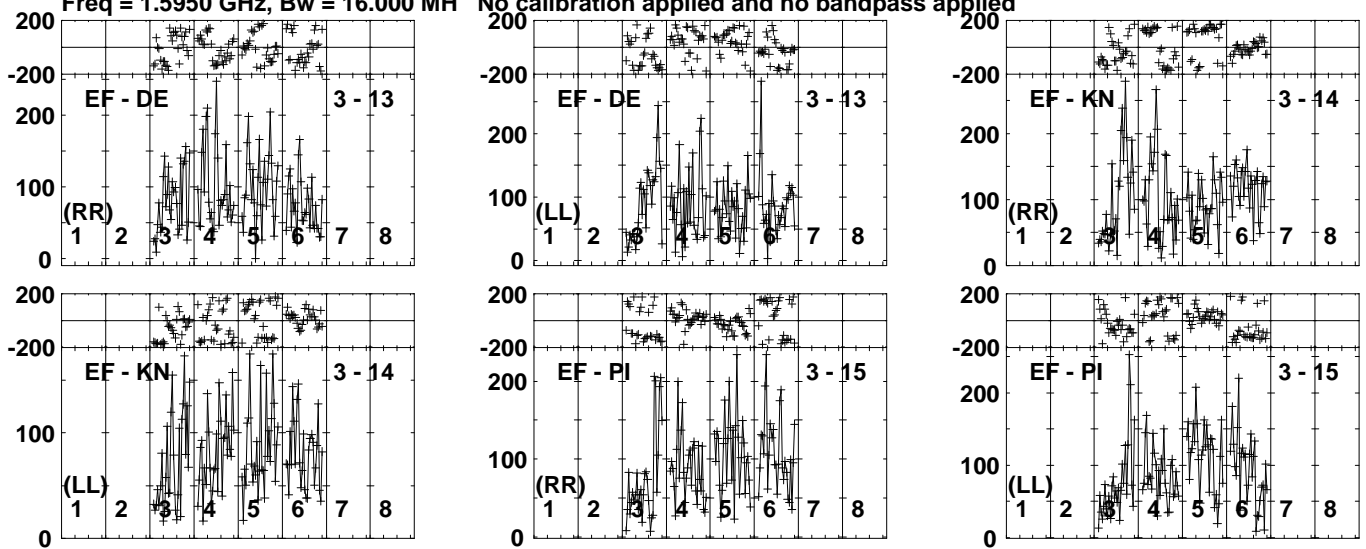 Freq = 1.5950 GHz, Bw = 16.000 MH No calibration applied and no bandpass applied
200
-200
EF - DE 3 - 13
200
100
0
(RR)
1 2 3 4 5 6 7 8
200
-200
EF - DE 3 - 13
200
100
0
(LL)
1 2 3 4 5 6 7 8
200
-200
EF - KN 3 - 14
200
100
0
(RR)
1 2 3 4 5 6 7 8
200
-200
EF - KN 3 - 14
100
0
(LL)
1 2 3 4 5 6 7 8
200
-200
EF - PI 3 - 15
200
100
0
(RR)
1 2 3 4 5 6 7 8
200
-200
EF - PI 3 - 15
200
100
0
(LL)
1 2 3 4 5 6 7 8